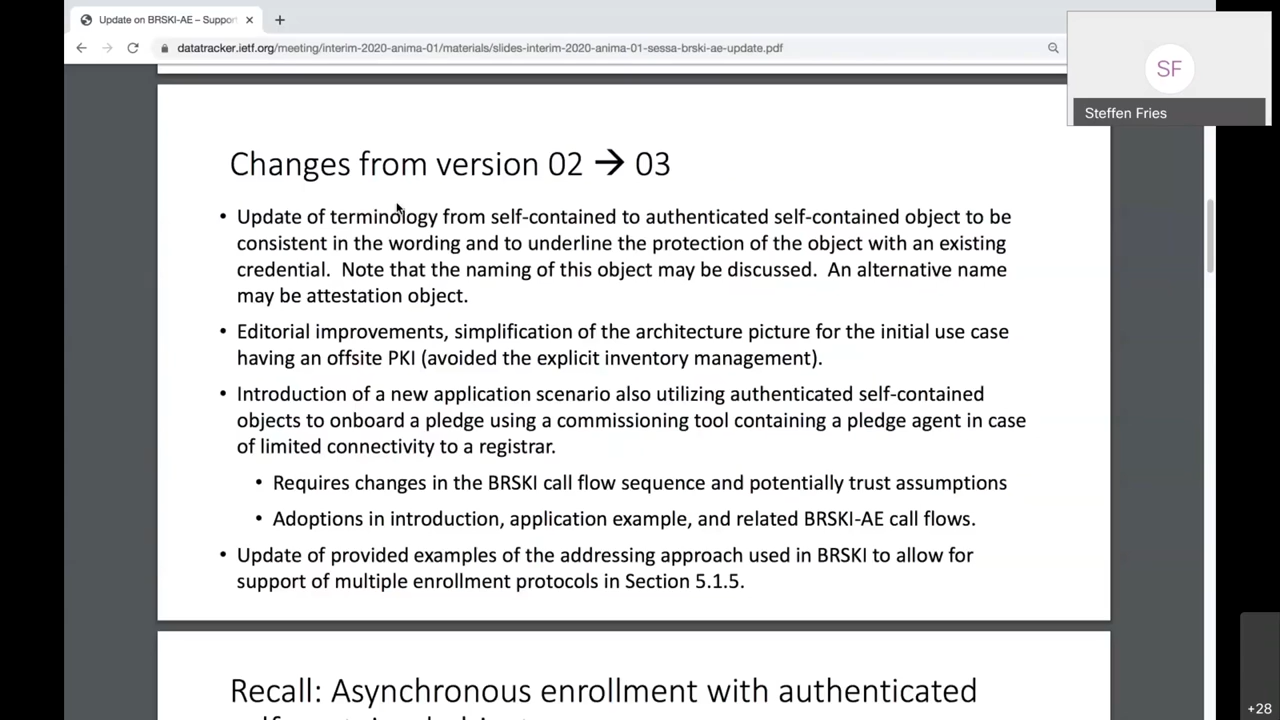 Update on BRSKI-AE – Suppor
datatracker.ietf.org/meeting/interim-2020-anima-01/materials/slides-interim-2020-anima-01-sessa-brski-ae-update.pdf
SF
Steffen Fries
Changes from version 02 → 03
• Update of terminology from self-contained to authenticated self-contained object to be
consistent in the wording and to underline the protection of the object with an existing
credential. Note that the naming of this object may be discussed. An alternative name
may be attestation object.
• Editorial improvements, simplification of the architecture picture for the initial use case
having an offsite PKI (avoided the explicit inventory management).
• Introduction of a new application scenario also utilizing authenticated self-contained
objects to onboard a pledge using a commissioning tool containing a pledge agent in case
of limited connectivity to a registrar.
• Requires changes in the BRSKI call flow sequence and potentially trust assumptions
• Adoptions in introduction, application example, and related BRSKI-AE call flows.
• Update of provided examples of the addressing approach used in BRSKI to allow for
support of multiple enrollment protocols in Section 5.1.5.
Recall: Asynchronous enrollment with authenticated
+28